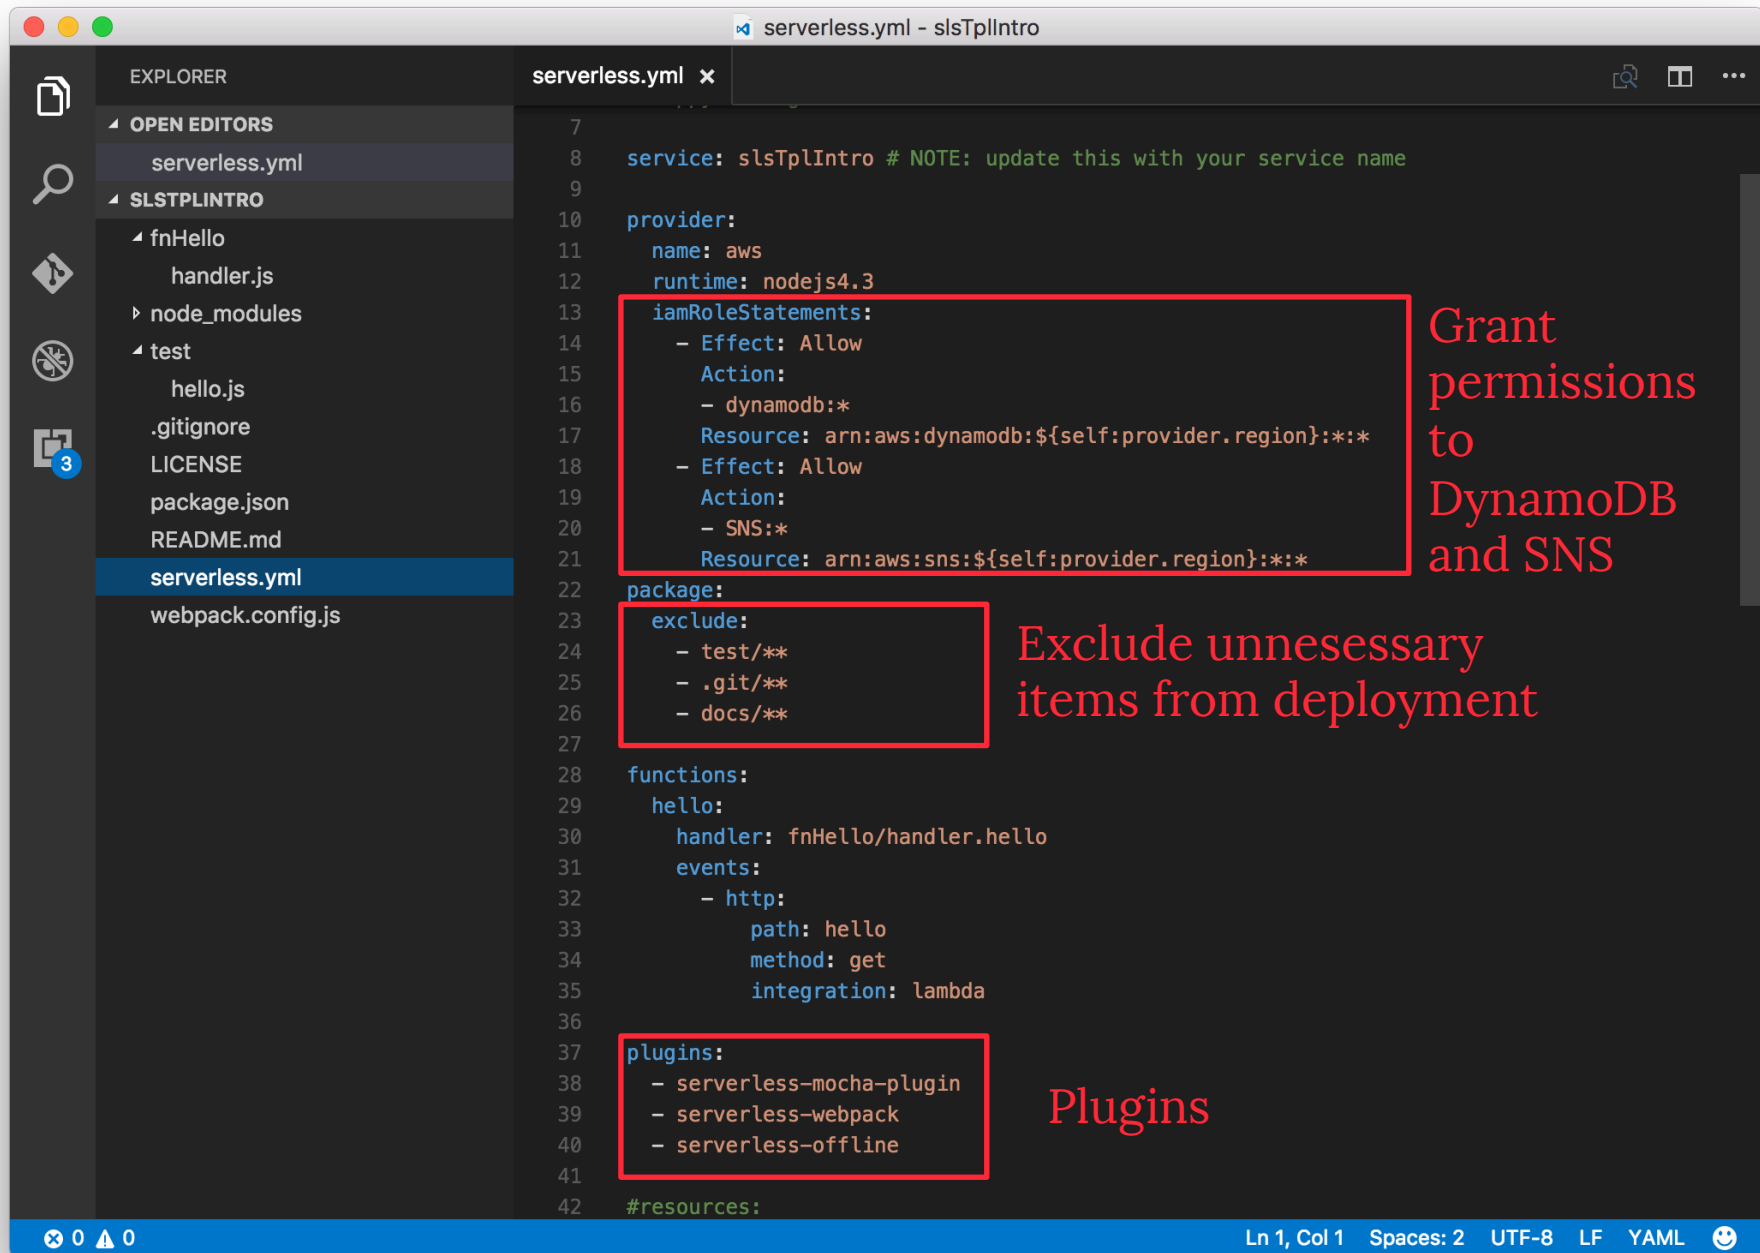 serverless.yml - slsTplIntro
EXPLORER
OPEN EDITORS
serverless.yml
SLSTPLINTRO
fnHello
handler.js
node_modules
test
hello.js
.gitignore
LICENSE
package.json
README.md
serverless.yml
webpack.config.js
3
serverless.yml ×
7
8 service: slsTplIntro # NOTE: update this with your service name
9
10 provider:
11 name: aws
12 runtime: nodejs4.3
13 iamRoleStatements:
14 - Effect: Allow
15 Action:
16 - dynamodb:*
17 Resource: arn:aws:dynamodb:${self:provider.region}:*:*
18 - Effect: Allow
19 Action:
20 - SNS:*
21 Resource: arn:aws:sns:${self:provider.region}:*:*
22 package:
23 exclude:
24 - test/**
25 - .git/**
26 - docs/**
27
28 functions:
29 hello:
30 handler: fnHello/handler.hello
31 events:
32 - http:
33 path: hello
34 method: get
35 integration: lambda
36
37 plugins:
38 - serverless-mocha-plugin
39 - serverless-webpack
40 - serverless-offline
41
42 #resources:
Grant
permissions
to
DynamoDB
and SNS
Exclude unnesessary
items from deployment
Plugins
0 0
Ln 1, Col 1 Spaces: 2 UTF-8 LF YAML